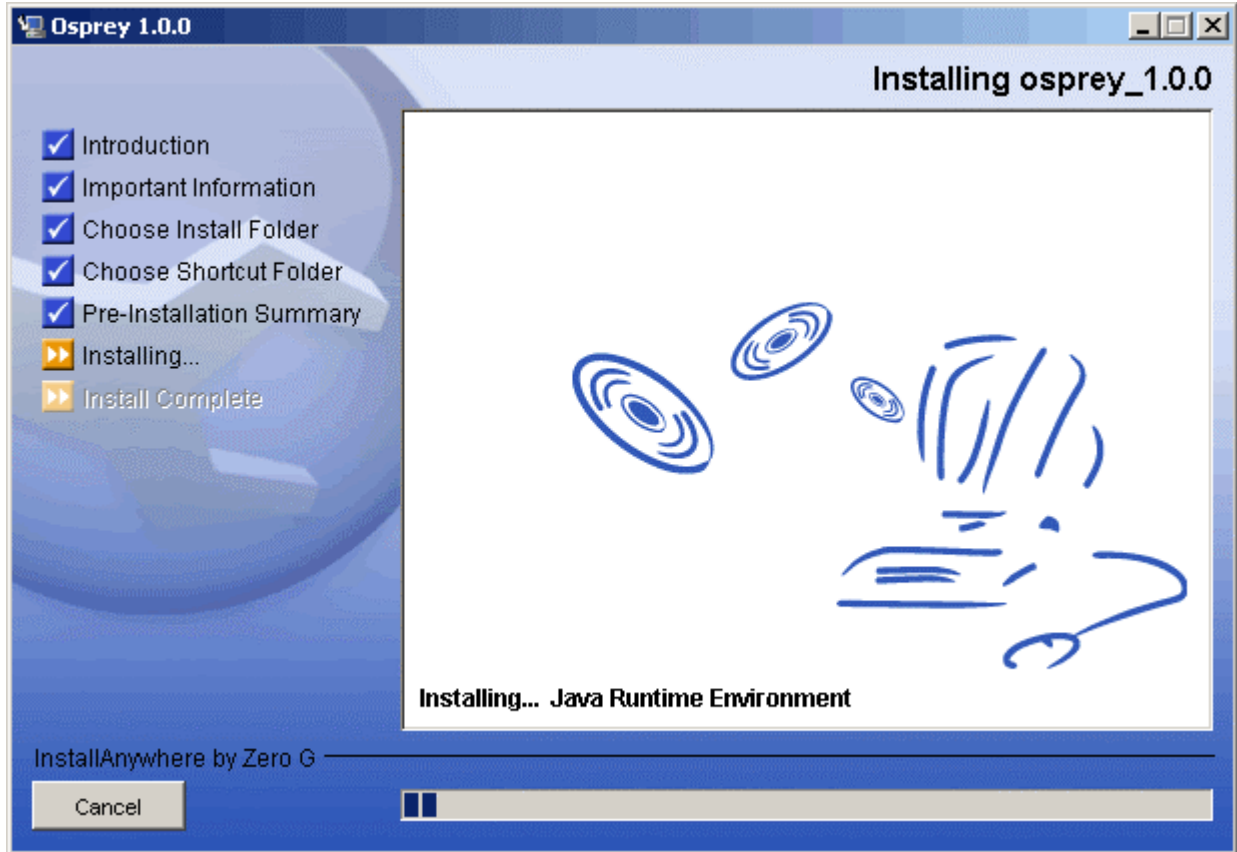 Osprey 1.0.0
Installing osprey_1.0.0
Introduction
Important Information
Choose Install Folder
Choose Shortcut Folder
Pre-Installation Summary
Installing...
Install Complete
Installing... Java Runtime Environment
InstallAnywhere by Zero G
Cancel